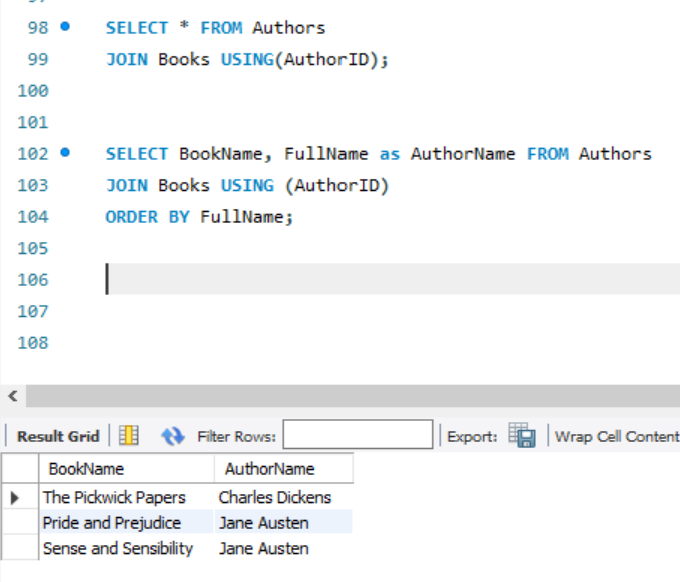 98 SELECT * FROM Authors
99 JOIN Books USING(AuthorID);
100
101
102 SELECT BookName, FullName as AuthorName FROM Authors
103 JOIN Books USING (AuthorID)
104 ORDER BY FullName;
105
106
107
108
Result Grid Filter Rows: Export: Wrap Cell Content
BookName AuthorName
The Pickwick Papers Charles Dickens
Pride and Prejudice Jane Austen
Sense and Sensibility Jane Austen